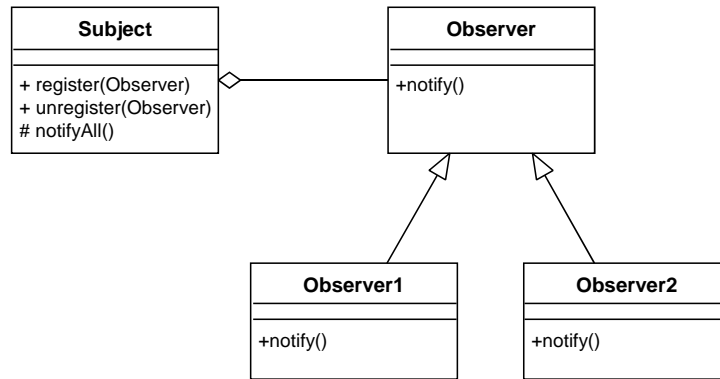 Subject
+ register(Observer)
+ unregister(Observer)
# notifyAll()
Observer
+notify()
Observer1
+notify()
Observer2
+notify()